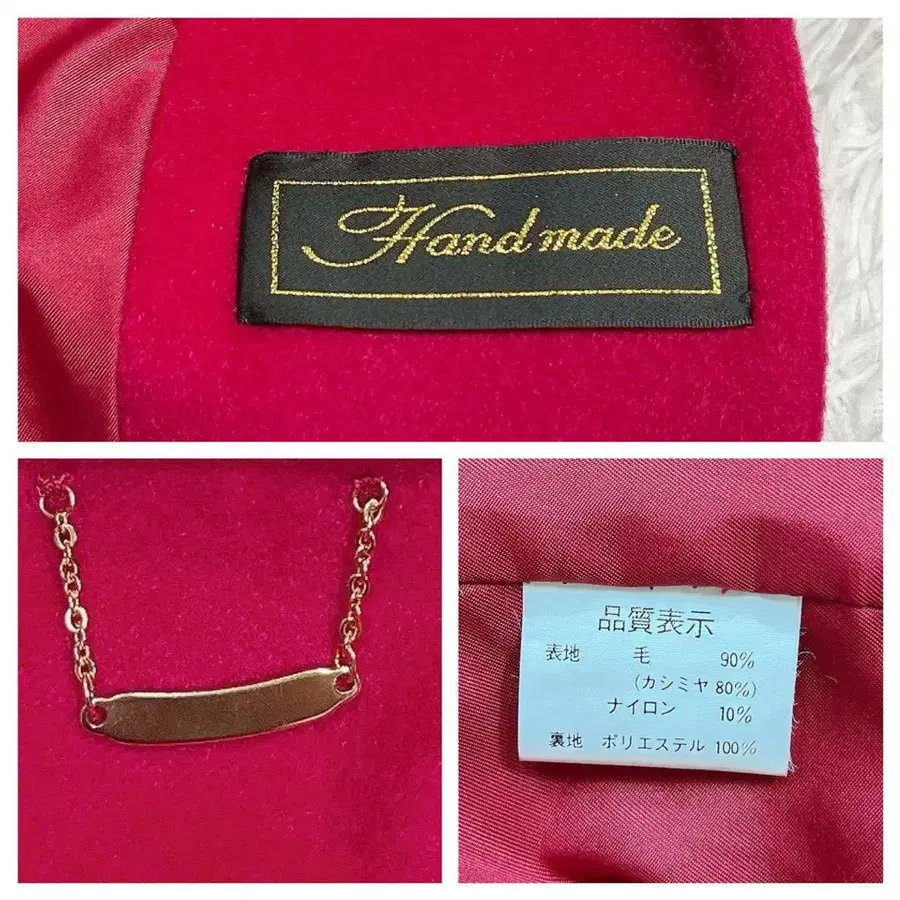 Hand made
品質表示
表地 毛 90%
(カシミヤ 80%)
ナイロン 10%
裏地 ポリエステル 100%